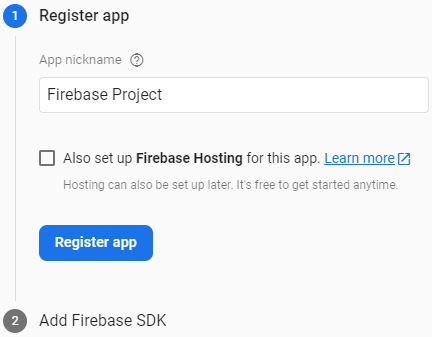 1 Register app
App nickname ?
Firebase Project
Also set up Firebase Hosting for this app. Learn more
Hosting can also be set up later. It's free to get started anytime.
Register app
2 Add Firebase SDK